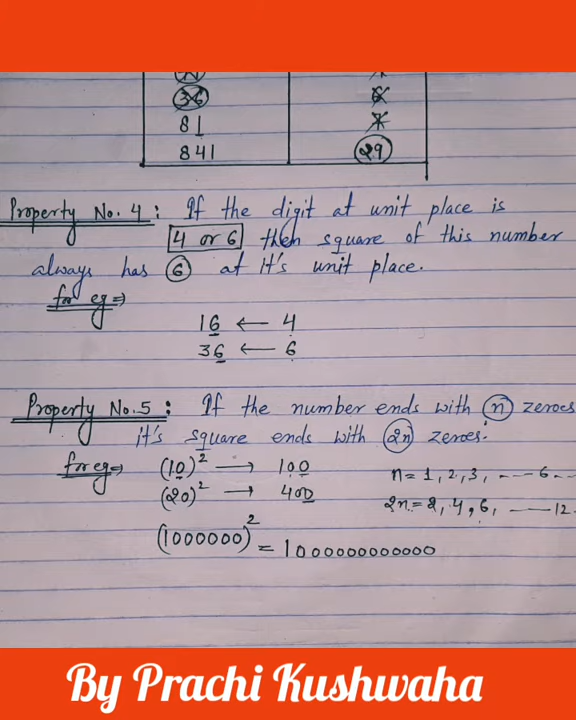 36 6
81 7
841 29
Property No. 4 : If the digit at unit place is
4 or 6 then square of this number
always has 6 at it's unit place.
for eg ⇒
16 ← 4
36 ← 6
Property No. 5 : If the number ends with n zeroes
it's square ends with 2n zeroes.
for eg ⇒ (10)² → 100 n = 1, 2, 3, ---- 6 --
(20)² → 400 2n = 2, 4, 6, ---- 12
(1000000)² = 1000000000000
By Prachi Kushwaha